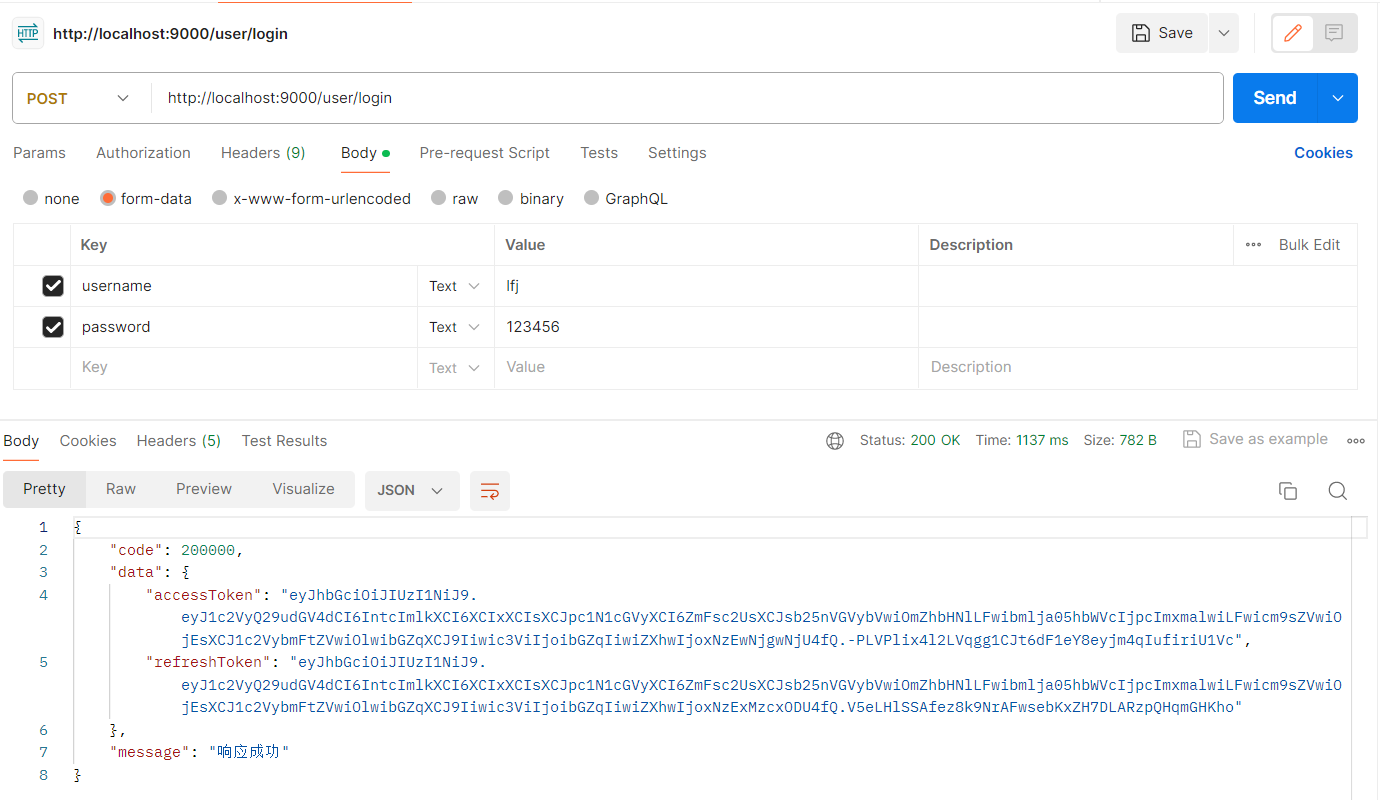 HTTP http://localhost:9000/user/login Save
POST http://localhost:9000/user/login Send
Params Authorization Headers (9) Body Pre-request Script Tests Settings Cookies
none form-data x-www-form-urlencoded raw binary GraphQL
Key Value Description Bulk Edit
username Text lfj
password Text 123456
Key Text Value Description
Body Cookies Headers (5) Test Results Status: 200 OK Time: 1137 ms Size: 782 B Save as example
Pretty Raw Preview Visualize JSON
1 {
2 "code": 200000,
3 "data": {
4 "accessToken": "eyJhbGciOiJIUzI1NiJ9.
eyJ1c2VyQ29udGV4dCI6IntcImlkXCI6XCIxXCIsXCJpc1N1cGVyXCI6ZmFsc2UsXCJsb25nVGVybVwiOmZhbHNlLFwibmlja05hbWVcIjpcImxmalwiLFwicm9sZVwiO
jEsXCJ1c2VybmFtZVwiOlwibGZqXCJ9Iiwic3ViIjoibGZqIiwiZXhwIjoxNzEwNjgwNjU4fQ.-PLVPlix4l2LVqgg1CJt6dF1eY8eyjm4qIufiriU1Vc",
5 "refreshToken": "eyJhbGciOiJIUzI1NiJ9.
eyJ1c2VyQ29udGV4dCI6IntcImlkXCI6XCIxXCIsXCJpc1N1cGVyXCI6ZmFsc2UsXCJsb25nVGVybVwiOmZhbHNlLFwibmlja05hbWVcIjpcImxmalwiLFwicm9sZVwiO
jEsXCJ1c2VybmFtZVwiOlwibGZqXCJ9Iiwic3ViIjoibGZqIiwiZXhwIjoxNzExMzcxODU4fQ.V5eLHlSSAfez8k9NrAFwsebKxZH7DLARzpQHqmGHKho"
6 },
7 "message": "响应成功"
8 }